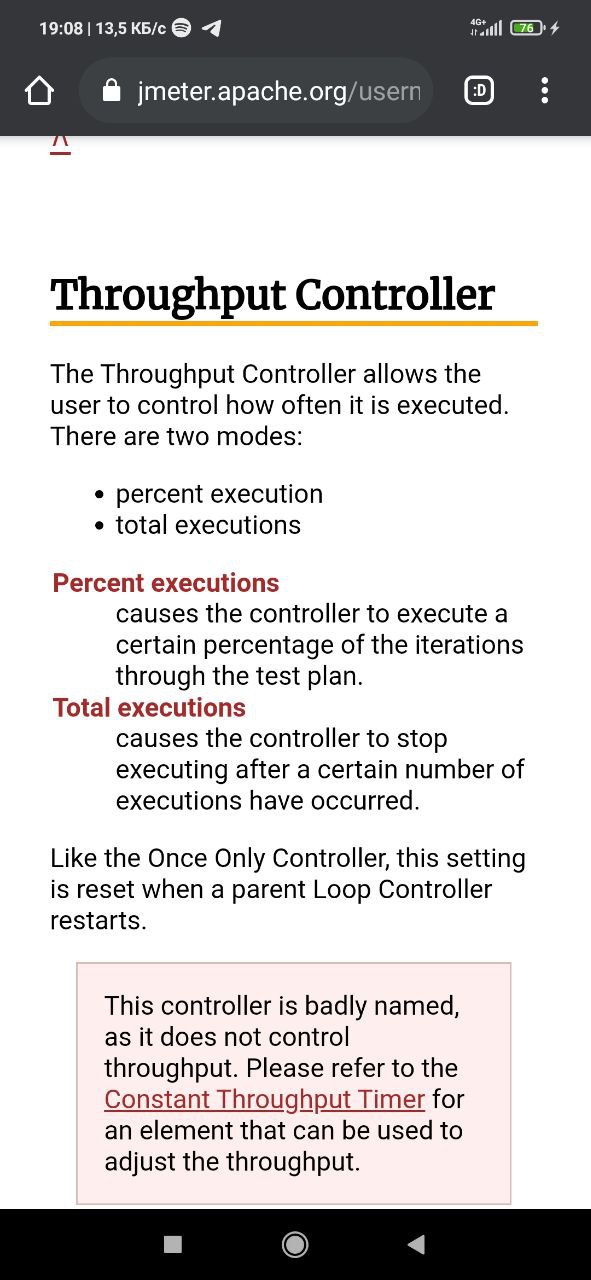 19:08 | 13,5 КБ/с
4G+
76
jmeter.apache.org/usern
:D
^
Throughput Controller
The Throughput Controller allows the
user to control how often it is executed.
There are two modes:
• percent execution
• total executions
Percent executions
causes the controller to execute a
certain percentage of the iterations
through the test plan.
Total executions
causes the controller to stop
executing after a certain number of
executions have occurred.
Like the Once Only Controller, this setting
is reset when a parent Loop Controller
restarts.
This controller is badly named,
as it does not control
throughput. Please refer to the
Constant Throughput Timer for
an element that can be used to
adjust the throughput.